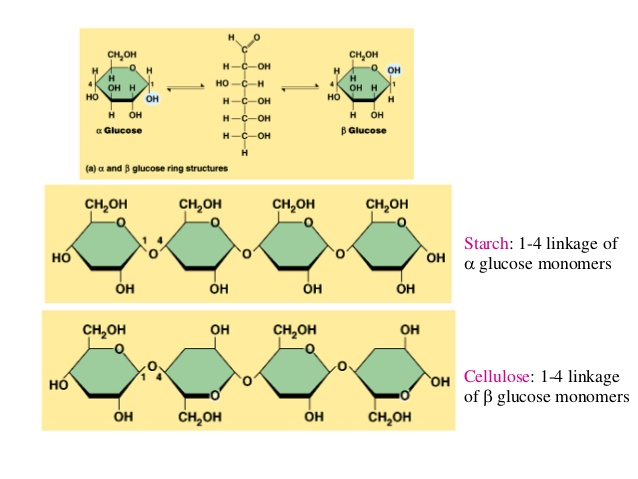 H O
C
CH2OH
H O H
H
4 OH H 1
HO OH
H OH
α Glucose
H C OH
HO C H
H C OH
H C OH
H C OH
H
CH2OH
H O OH
H
4 OH H 1
HO H
H OH
β Glucose
(a) α and β glucose ring structures
CH2OH CH2OH CH2OH CH2OH
O O O O
1 4
HO O O O OH
OH OH OH OH
Starch: 1-4 linkage of
α glucose monomers
CH2OH OH CH2OH OH
O O O O
1 4
HO O OH
O O
OH CH2OH OH CH2OH
Cellulose: 1-4 linkage
of β glucose monomers